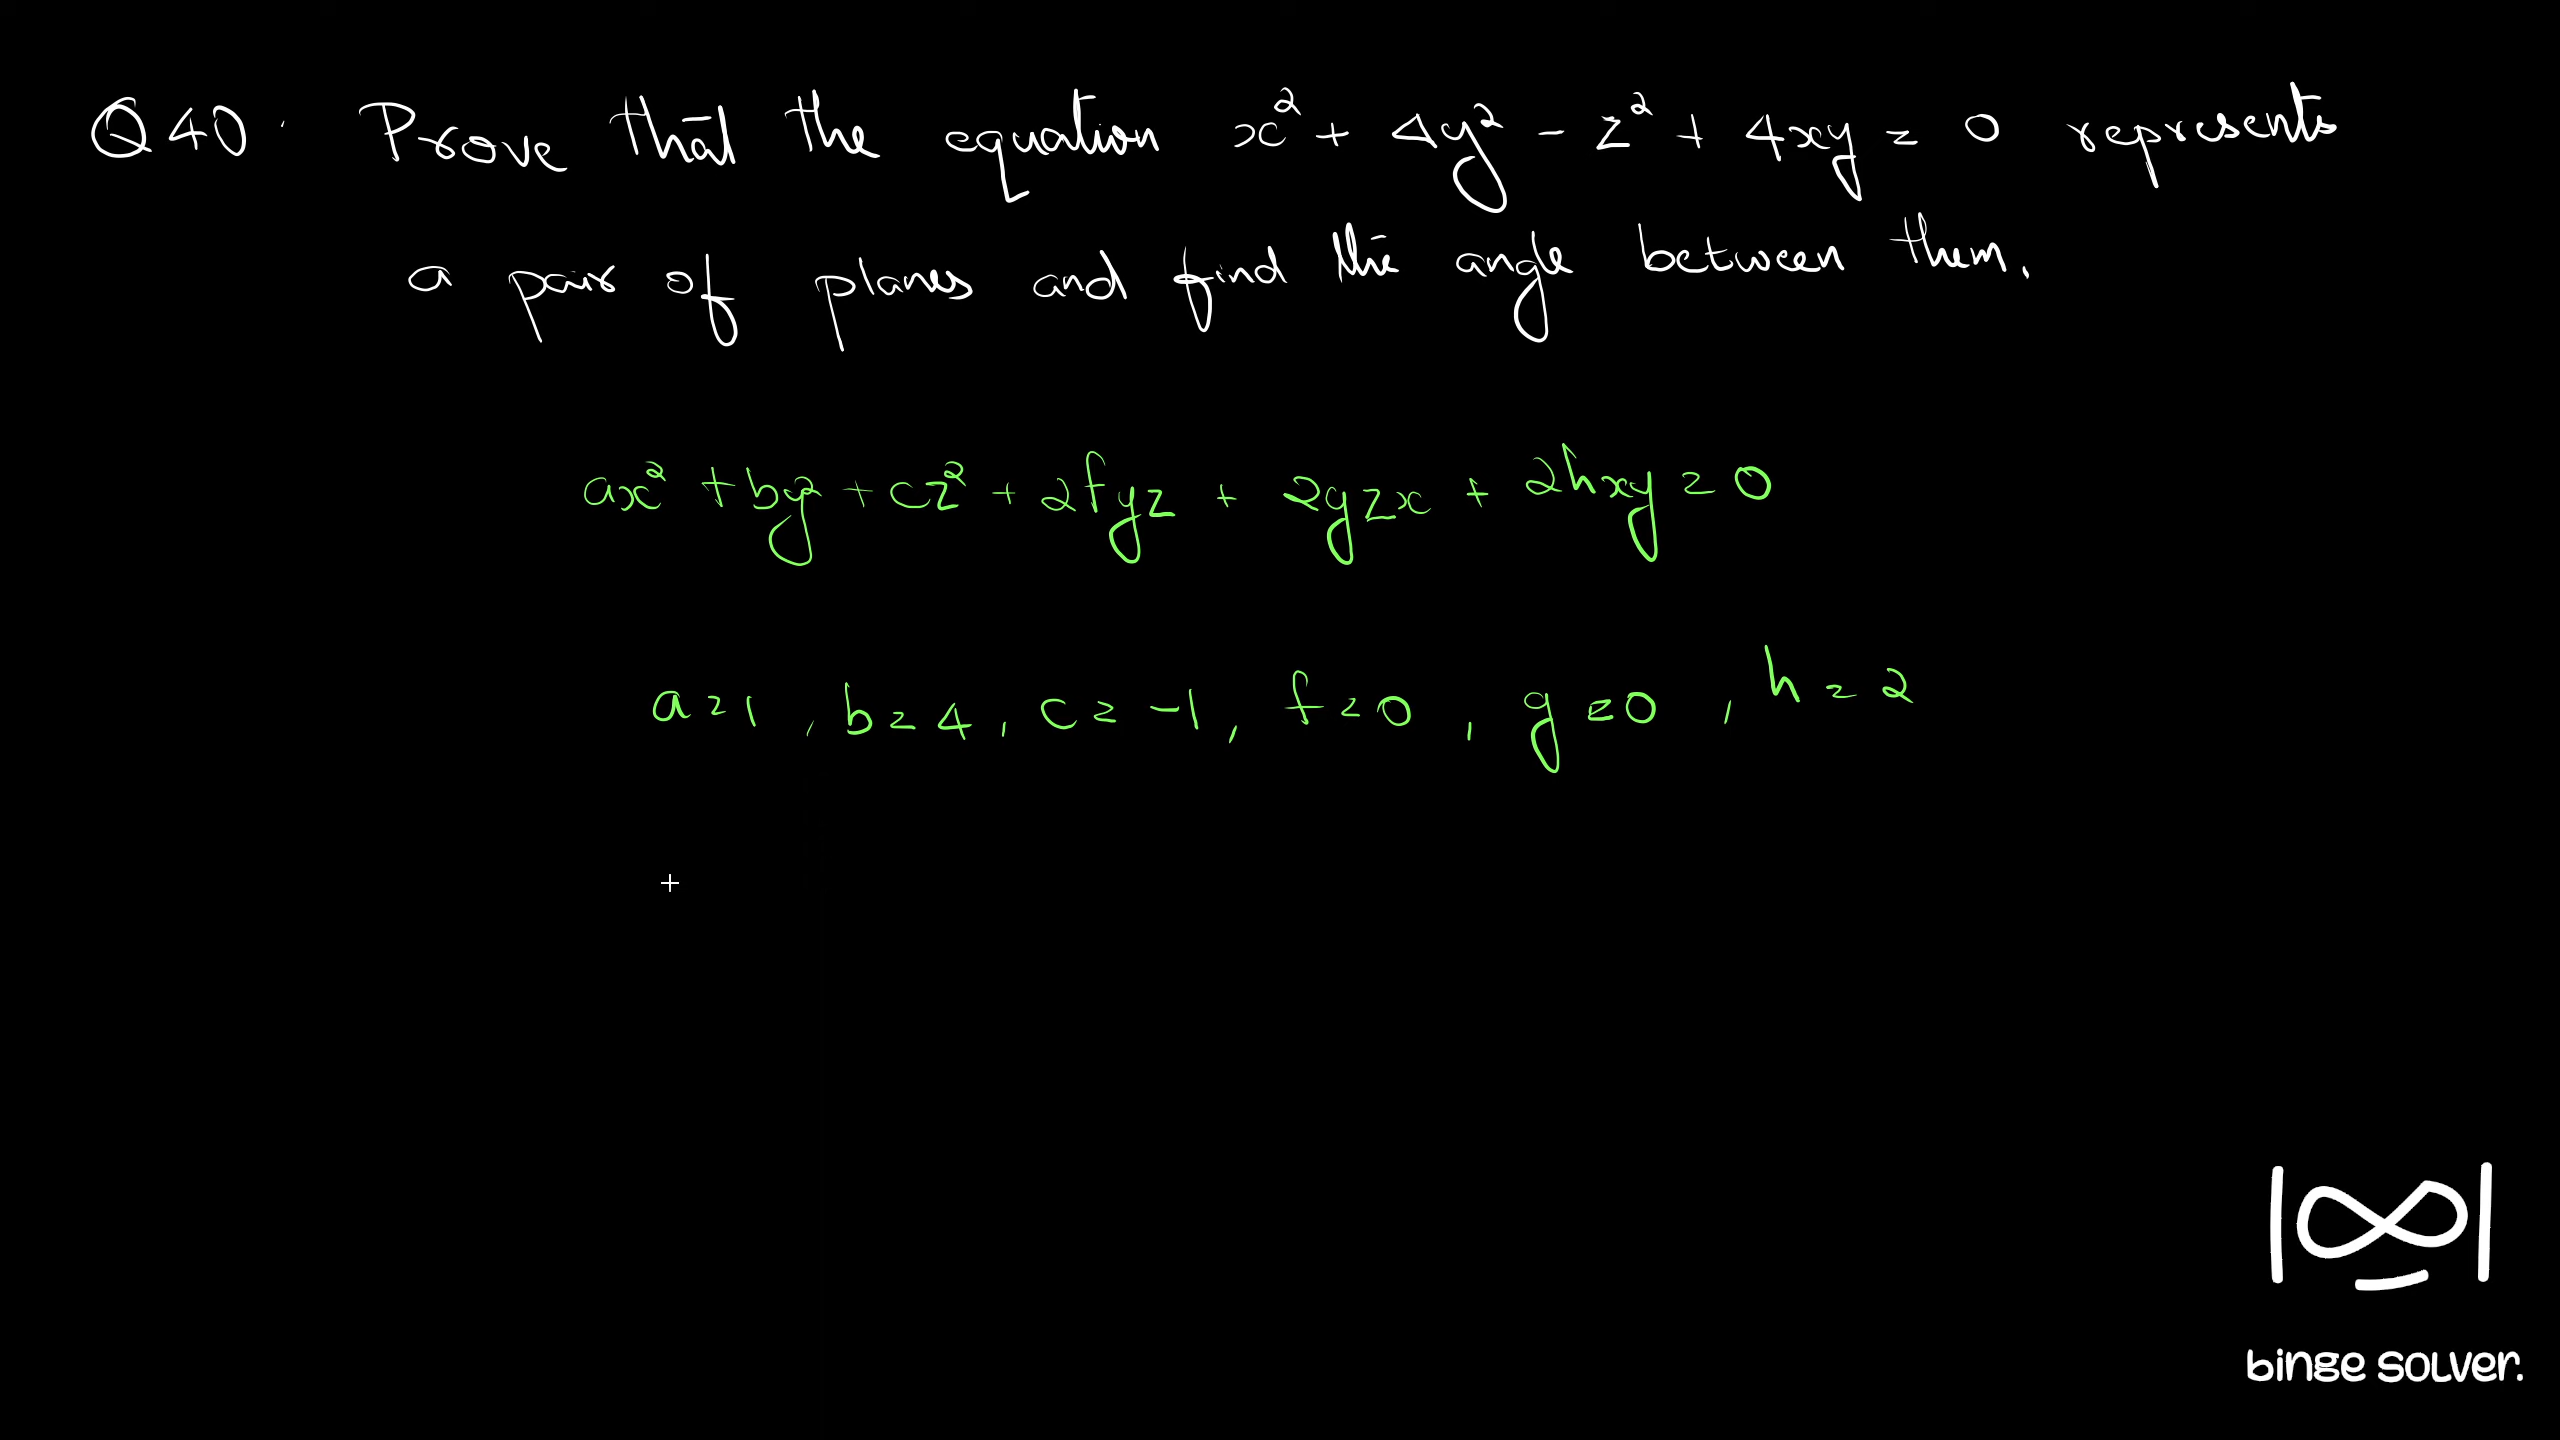 Q40. Prove that the equation x² + 4y² - z² + 4xy = 0 represents
a pair of planes and find the angle between them.
ax² + by² + cz² + 2fyz + 2gzx + 2hxy = 0
a=1, b=4, c=-1, f=0, g=0, h=2
binge solver.